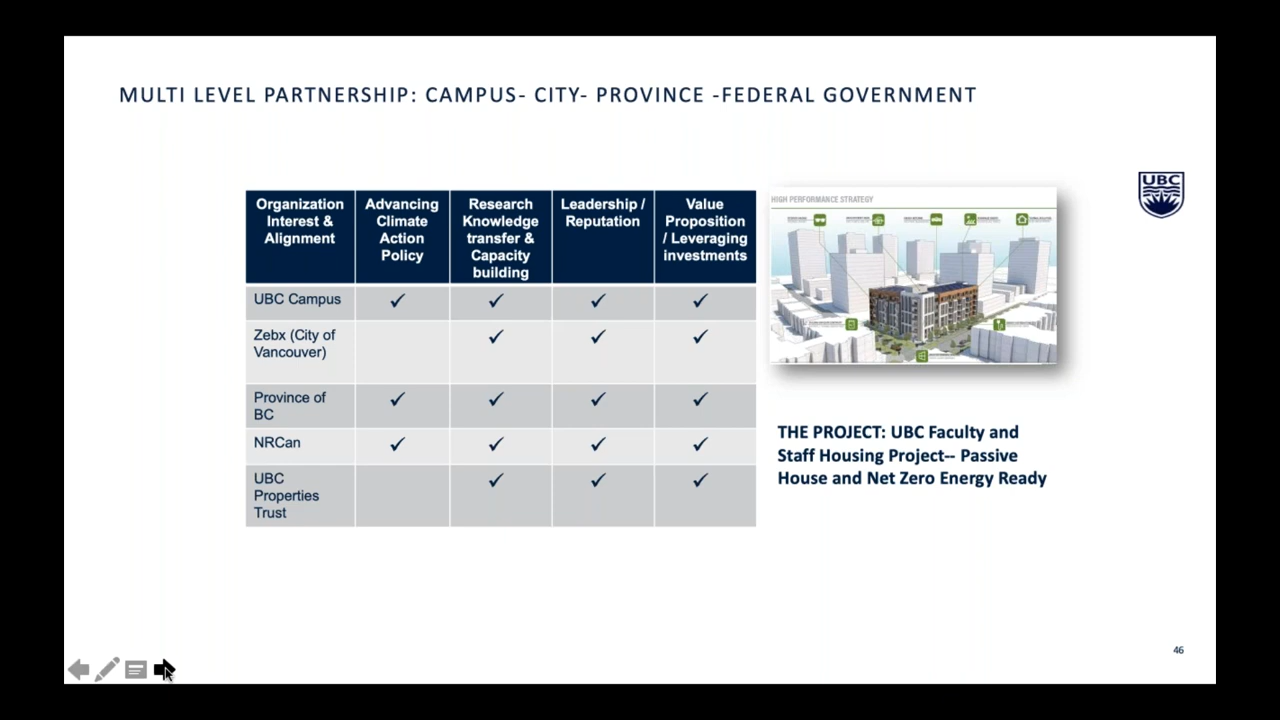 MULTI LEVEL PARTNERSHIP: CAMPUS- CITY- PROVINCE -FEDERAL GOVERNMENT
UBC
Organization
Interest &
Alignment
Advancing
Climate
Action
Policy
Research
Knowledge
transfer &
Capacity
building
Leadership /
Reputation
Value
Proposition
/ Leveraging
investments
UBC Campus ✓ ✓ ✓ ✓
Zebx (City of
Vancouver) ✓ ✓ ✓
Province of
BC ✓ ✓ ✓ ✓
NRCan ✓ ✓ ✓ ✓
UBC
Properties
Trust ✓ ✓ ✓
HIGH PERFORMANCE STRATEGY
THE PROJECT: UBC Faculty and
Staff Housing Project-- Passive
House and Net Zero Energy Ready
46